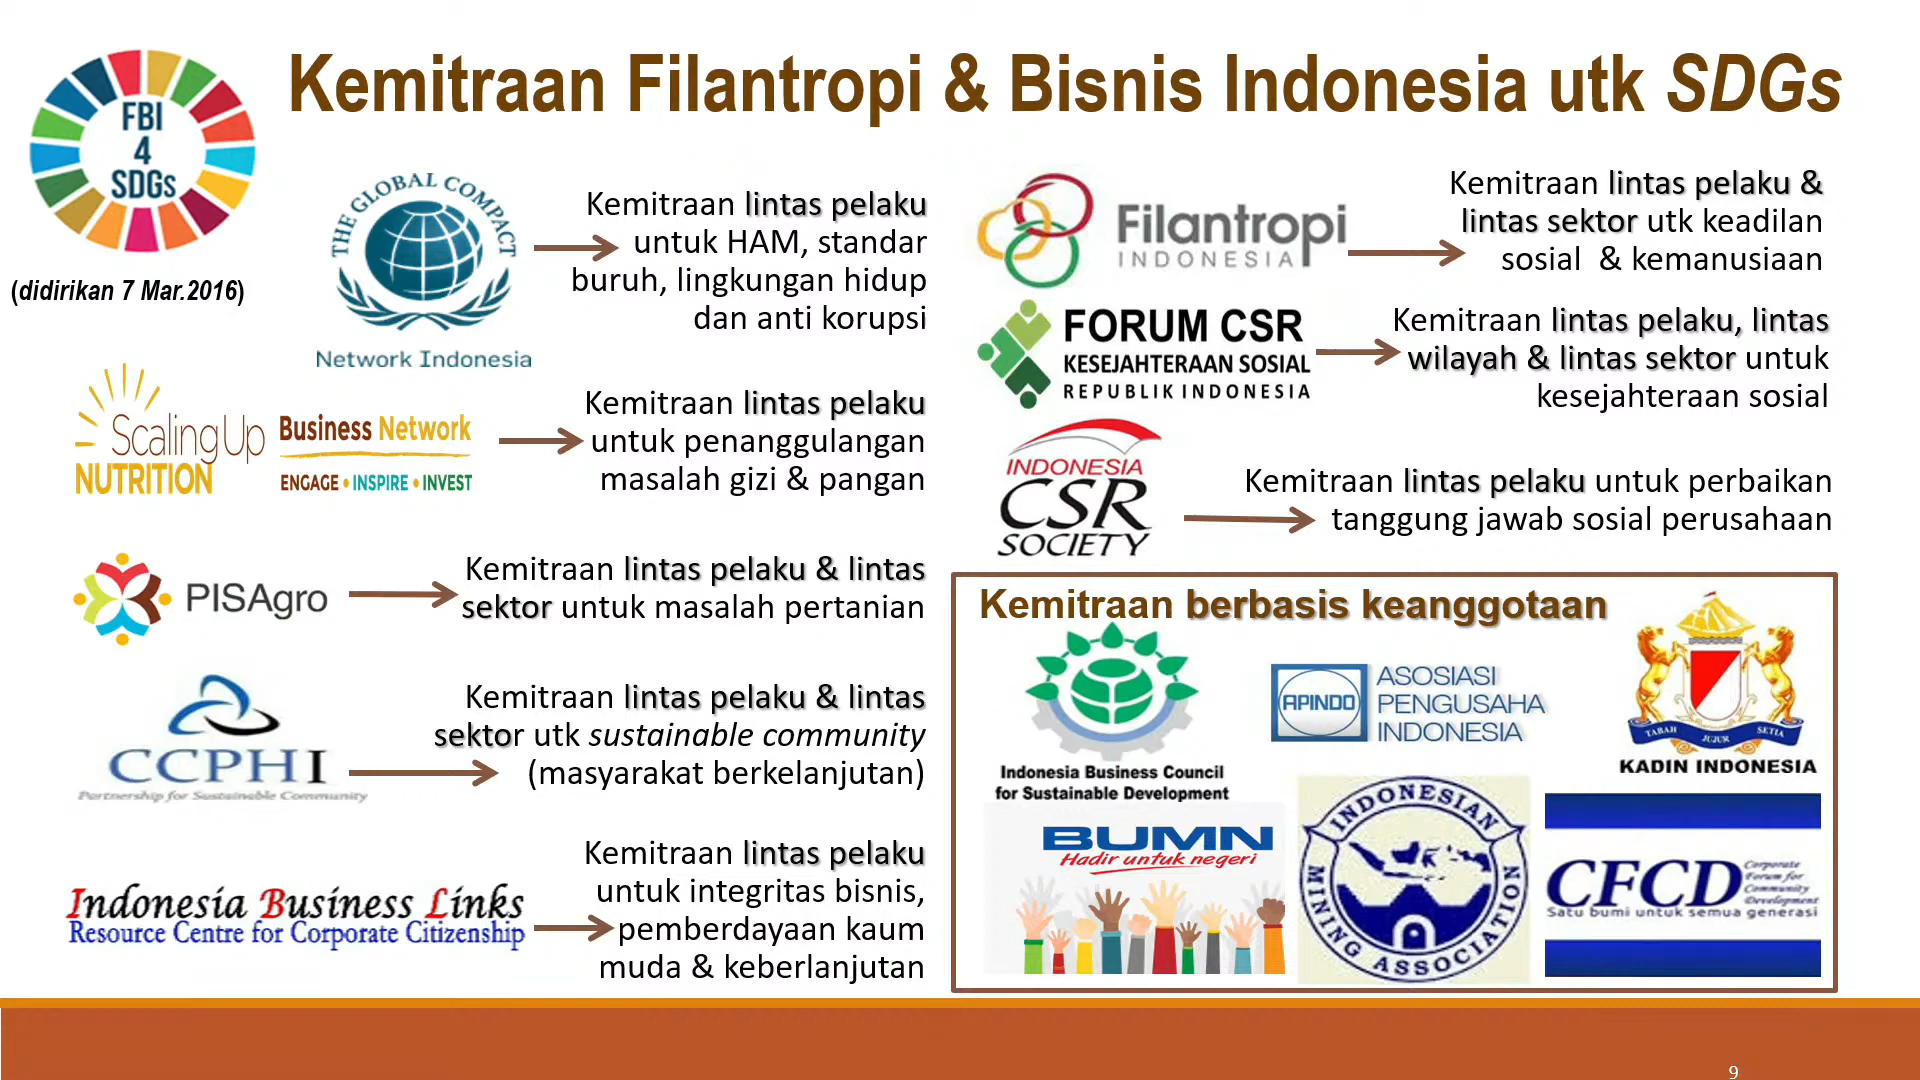 Kemitraan Filantropi & Bisnis Indonesia utk SDGs
FBI
4
SDGs
(didirikan 7 Mar.2016)
THE GLOBAL COMPACT
Network Indonesia
Kemitraan lintas pelaku
untuk HAM, standar
buruh, lingkungan hidup
dan anti korupsi
Scaling Up
NUTRITION
Business Network
ENGAGE • INSPIRE • INVEST
Kemitraan lintas pelaku
untuk penanggulangan
masalah gizi & pangan
PISAgro
Kemitraan lintas pelaku & lintas
sektor untuk masalah pertanian
CCPHI
Partnership for Sustainable Community
Kemitraan lintas pelaku & lintas
sektor utk sustainable community
(masyarakat berkelanjutan)
Indonesia Business Links
Resource Centre for Corporate Citizenship
Kemitraan lintas pelaku
untuk integritas bisnis,
pemberdayaan kaum
muda & keberlanjutan
Filantropi
INDONESIA
Kemitraan lintas pelaku &
lintas sektor utk keadilan
sosial & kemanusiaan
FORUM CSR
KESEJAHTERAAN SOSIAL
REPUBLIK INDONESIA
Kemitraan lintas pelaku, lintas
wilayah & lintas sektor untuk
kesejahteraan sosial
INDONESIA
CSR
SOCIETY
Kemitraan lintas pelaku untuk perbaikan
tanggung jawab sosial perusahaan
Kemitraan berbasis keanggotaan
Indonesia Business Council
for Sustainable Development
APINDO
ASOSIASI
PENGUSAHA
INDONESIA
TABAH JUJUR SETIA
KADIN INDONESIA
BUMN
Hadir untuk negeri
INDONESIAN MINING ASSOCIATION
CFCD
Corporate
Forum for
Community
Development
Satu bumi untuk semua generasi
9